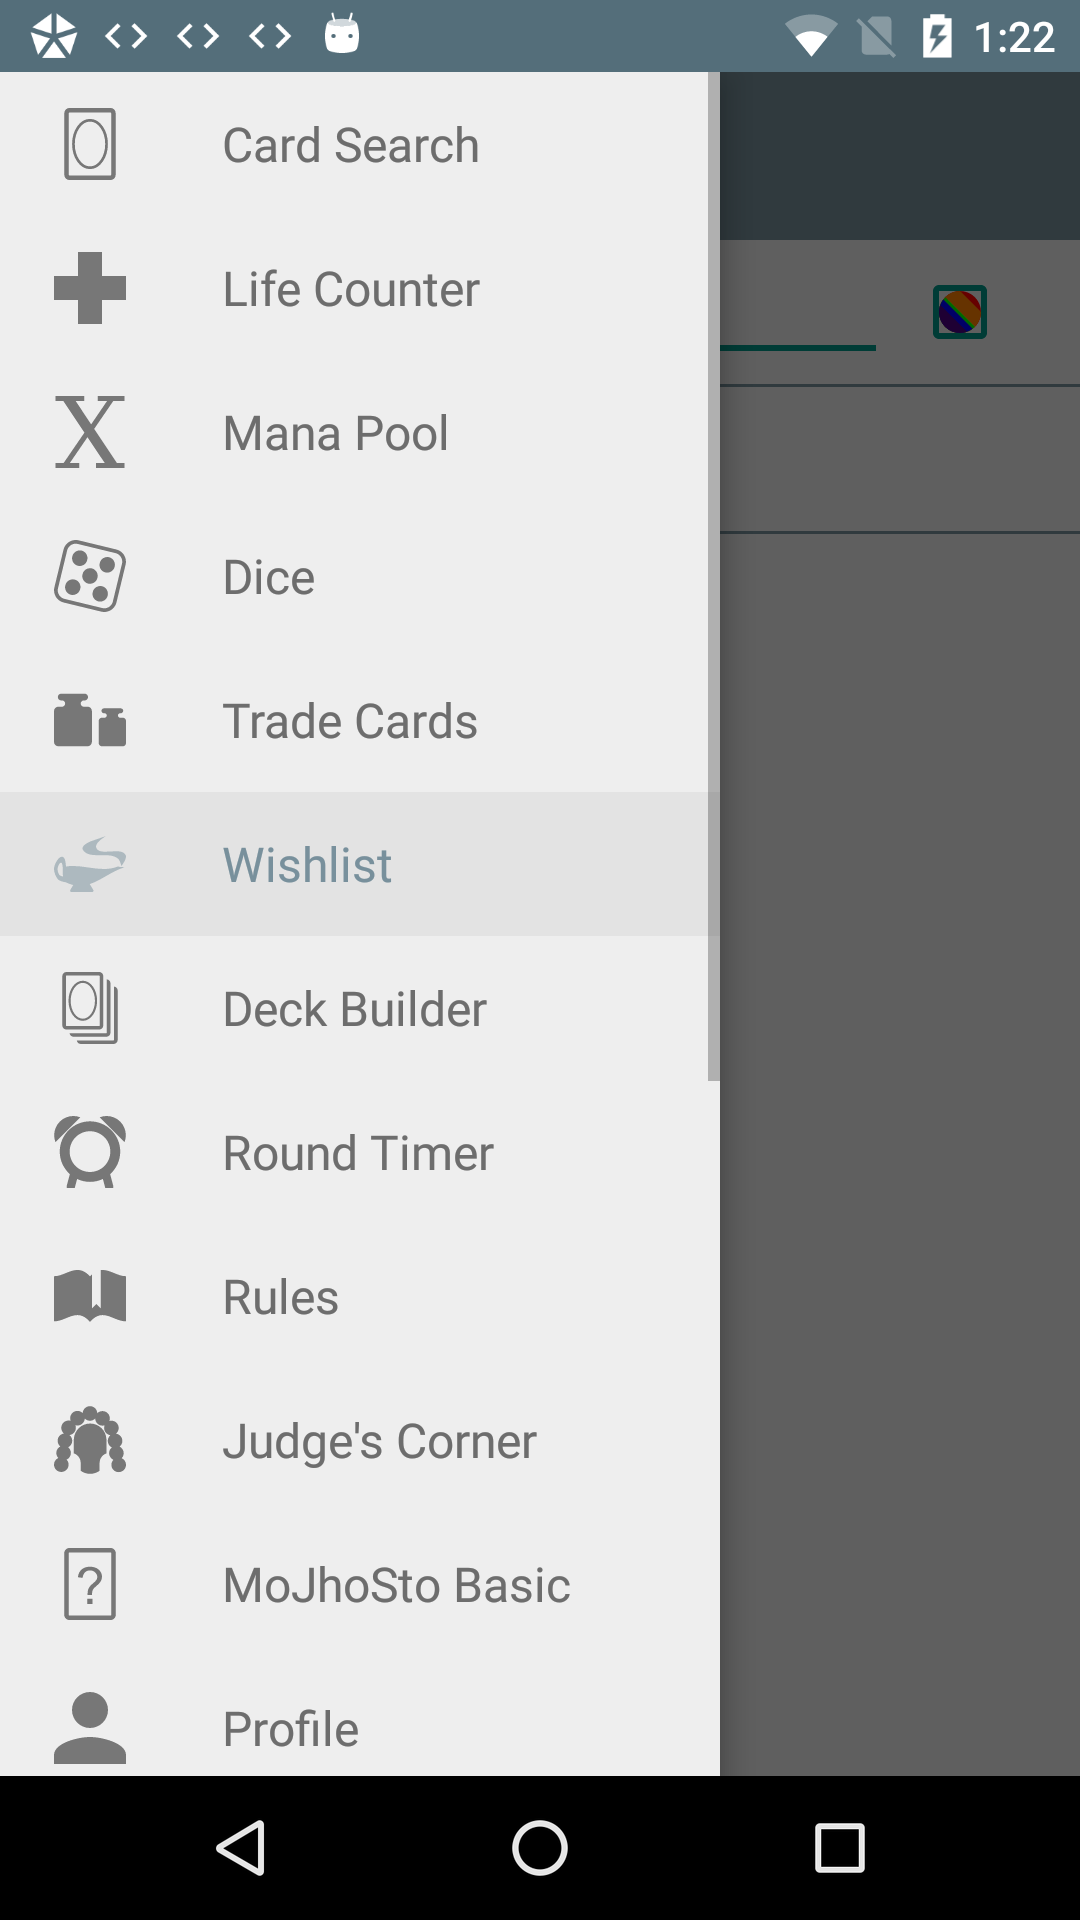 1:22
Card Search
Life Counter
X
Mana Pool
Dice
Trade Cards
Wishlist
Deck Builder
Round Timer
Rules
Judge's Corner
?
MoJhoSto Basic
Profile